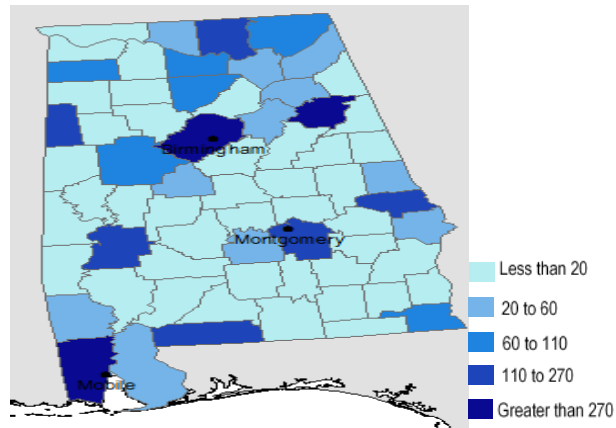 Birmingham
Montgomery
Mobile
Less than 20
20 to 60
60 to 110
110 to 270
Greater than 270